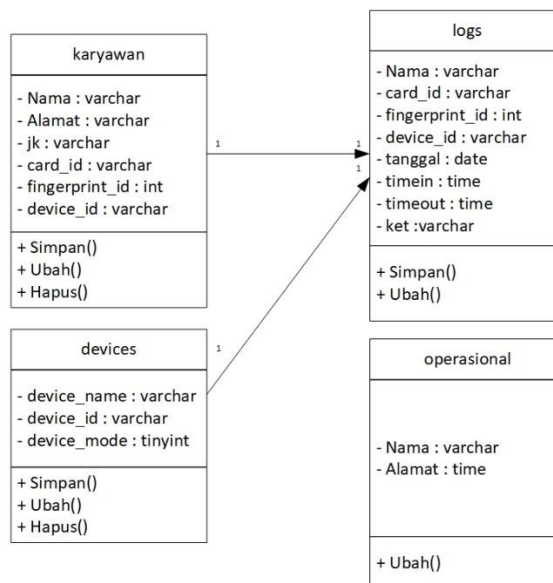 karyawan
- Nama : varchar
- Alamat : varchar
- jk : varchar
- card_id : varchar
- fingerprint_id : int
- device_id : varchar
+ Simpan()
+ Ubah()
+ Hapus()
1
1
1
1
logs
- Nama : varchar
- card_id : varchar
- fingerprint_id : int
- device_id : varchar
- tanggal : date
- timein : time
- timeout : time
- ket :varchar
+ Simpan()
+ Ubah()
devices
- device_name : varchar
- device_id : varchar
- device_mode : tinyint
+ Simpan()
+ Ubah()
+ Hapus()
operasional
- Nama : varchar
- Alamat : time
+ Ubah()